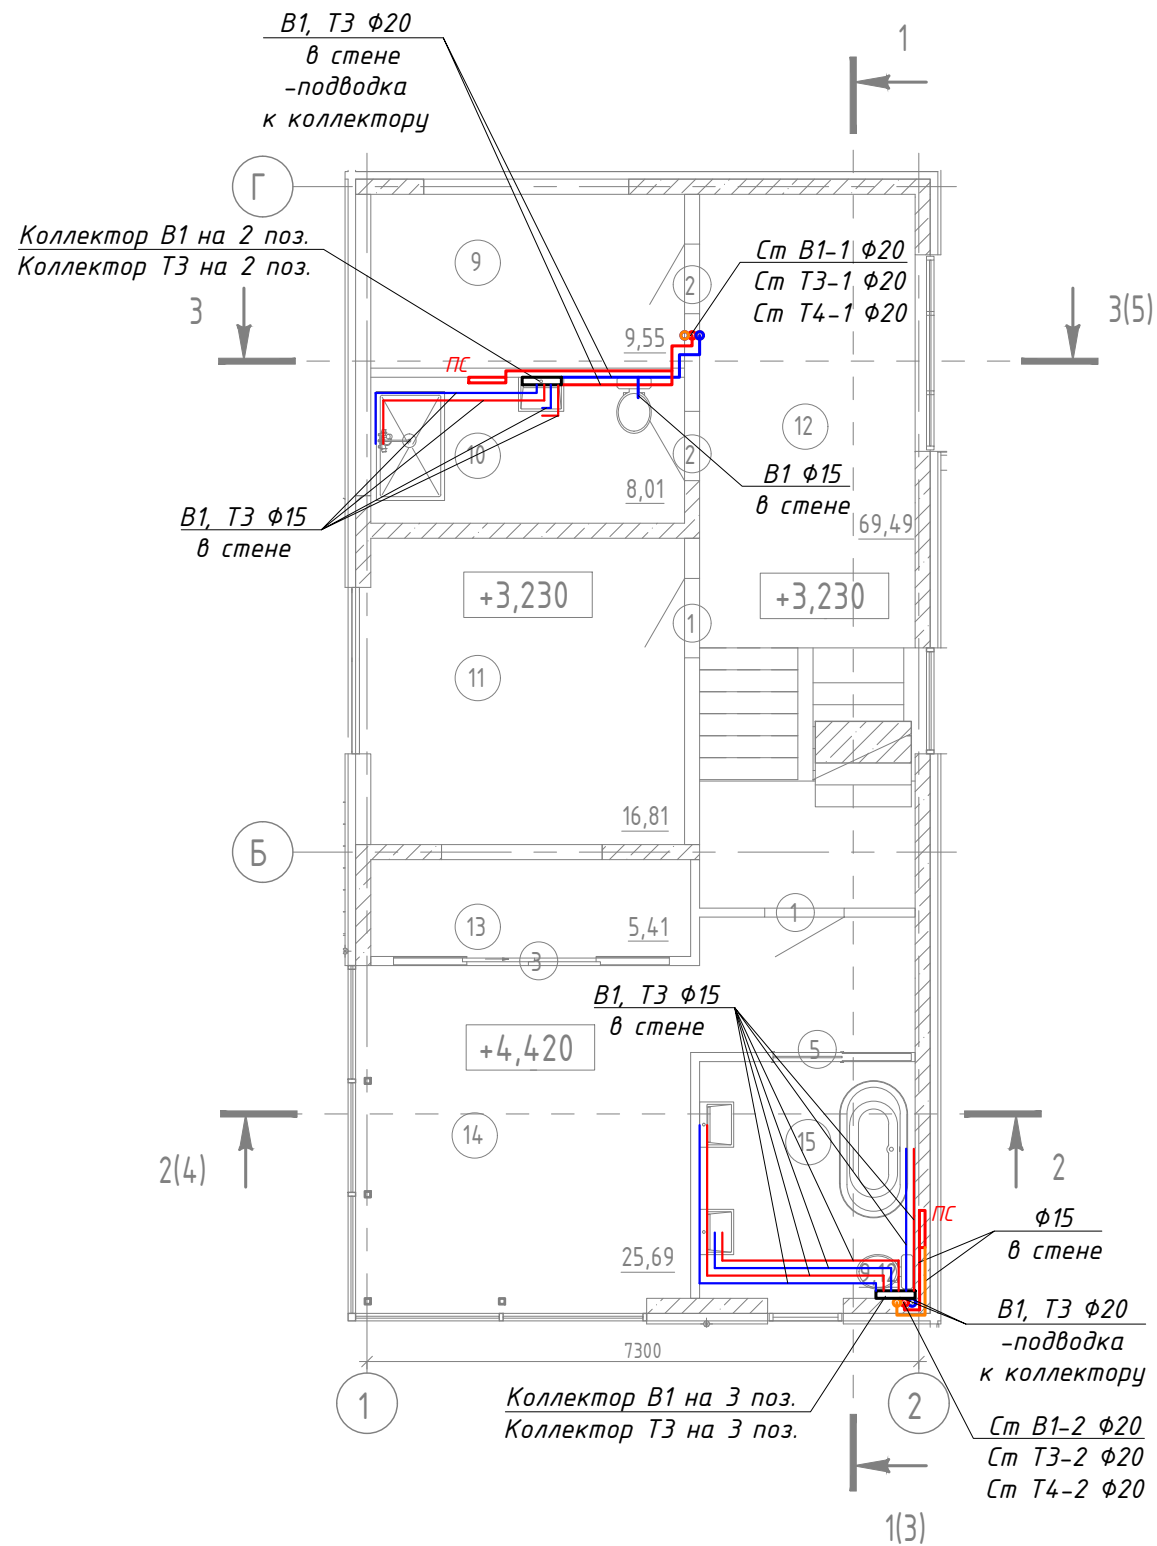 В1, Т3 Ф20
в стене
-подводка
к коллектору
1
Г
Коллектор В1 на 2 поз.
Коллектор Т3 на 2 поз.
9
2
Ст В1-1 Ф20
Ст Т3-1 Ф20
Ст Т4-1 Ф20
3
3(5)
9,55
ПС
12
10
2
В1 Ф15
в стене
8,01
В1, Т3 Ф15
в стене
69,49
+3,230
+3,230
1
11
16,81
Б
13
5,41
1
3
В1, Т3 Ф15
в стене
+4,420
5
14
15
2(4)
2
ПС
Ф15
в стене
25,69
9,12
В1, Т3 Ф20
-подводка
к коллектору
7300
1
2
Коллектор В1 на 3 поз.
Коллектор Т3 на 3 поз.
Ст В1-2 Ф20
Ст Т3-2 Ф20
Ст Т4-2 Ф20
1(3)